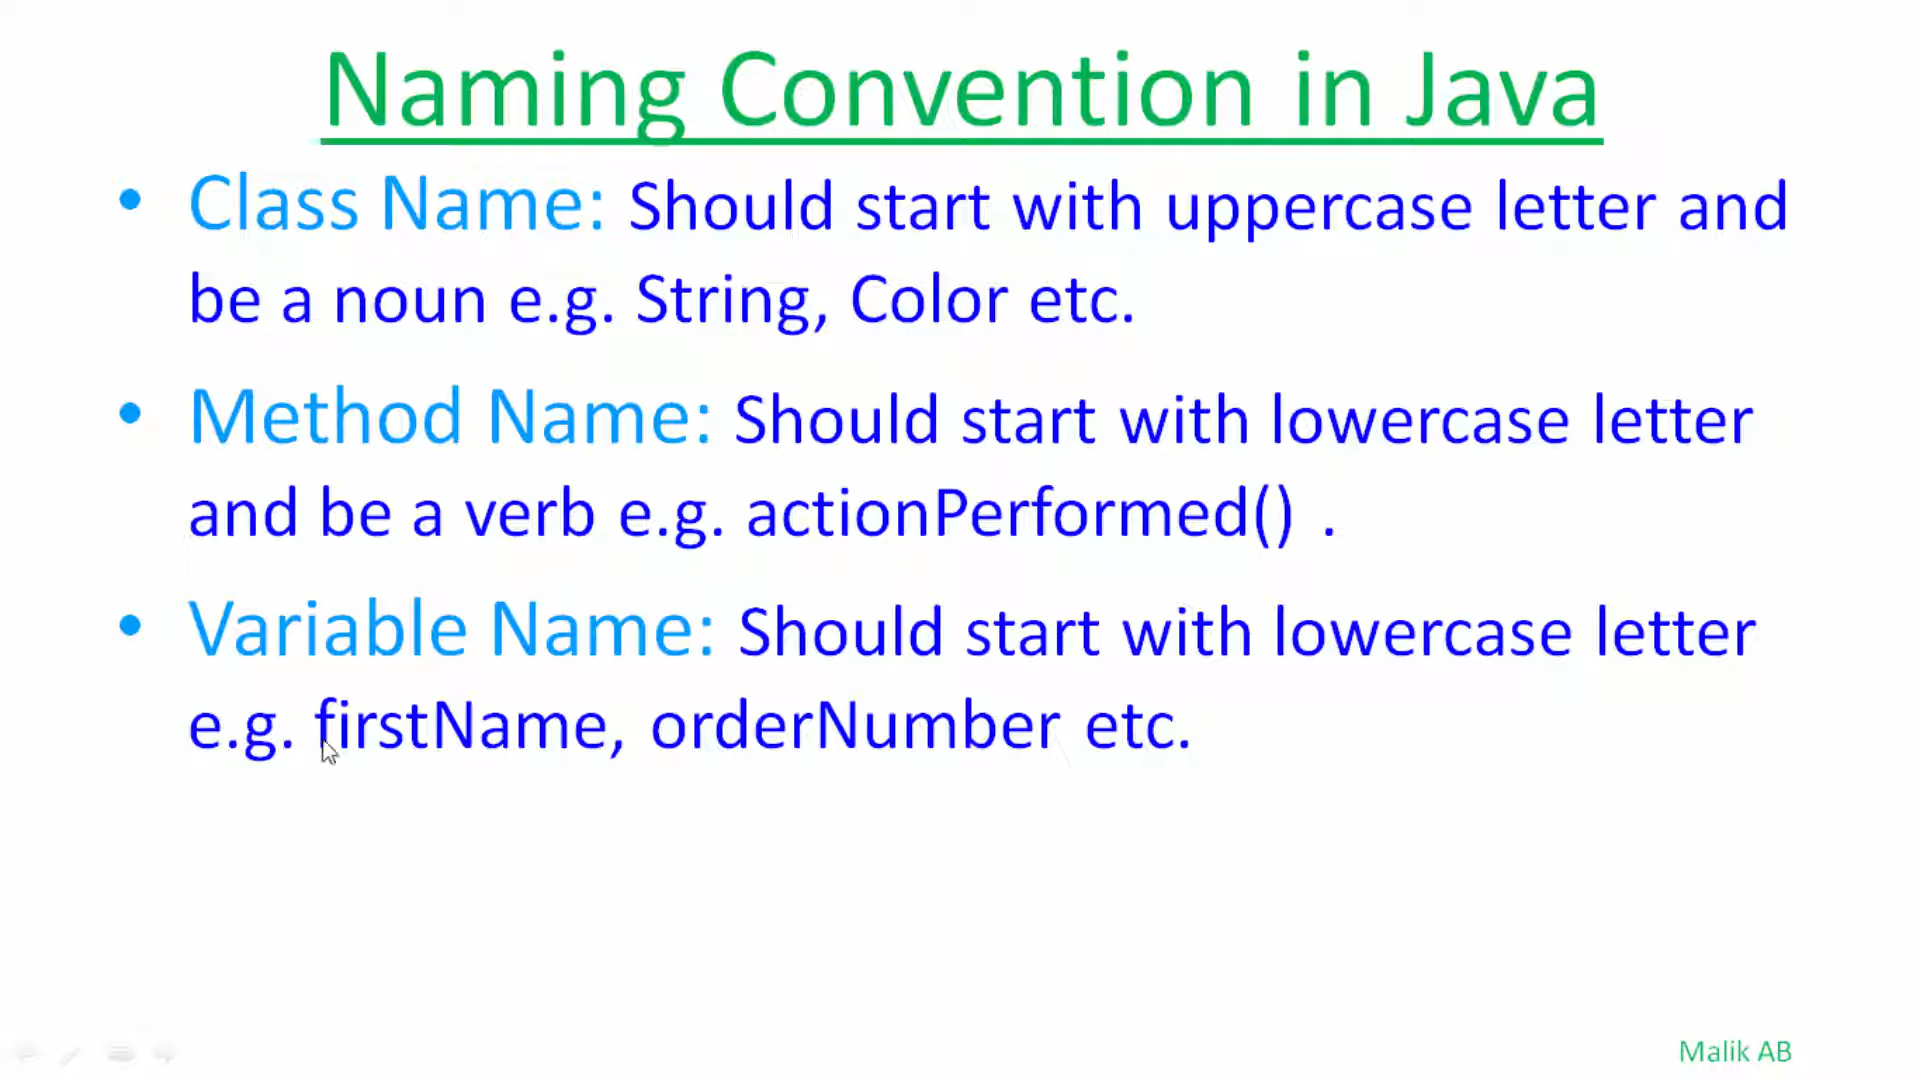 Naming Convention in Java
• Class Name: Should start with uppercase letter and
be a noun e.g. String, Color etc.
• Method Name: Should start with lowercase letter
and be a verb e.g. actionPerformed() .
• Variable Name: Should start with lowercase letter
e.g. firstName, orderNumber etc.
Malik AB